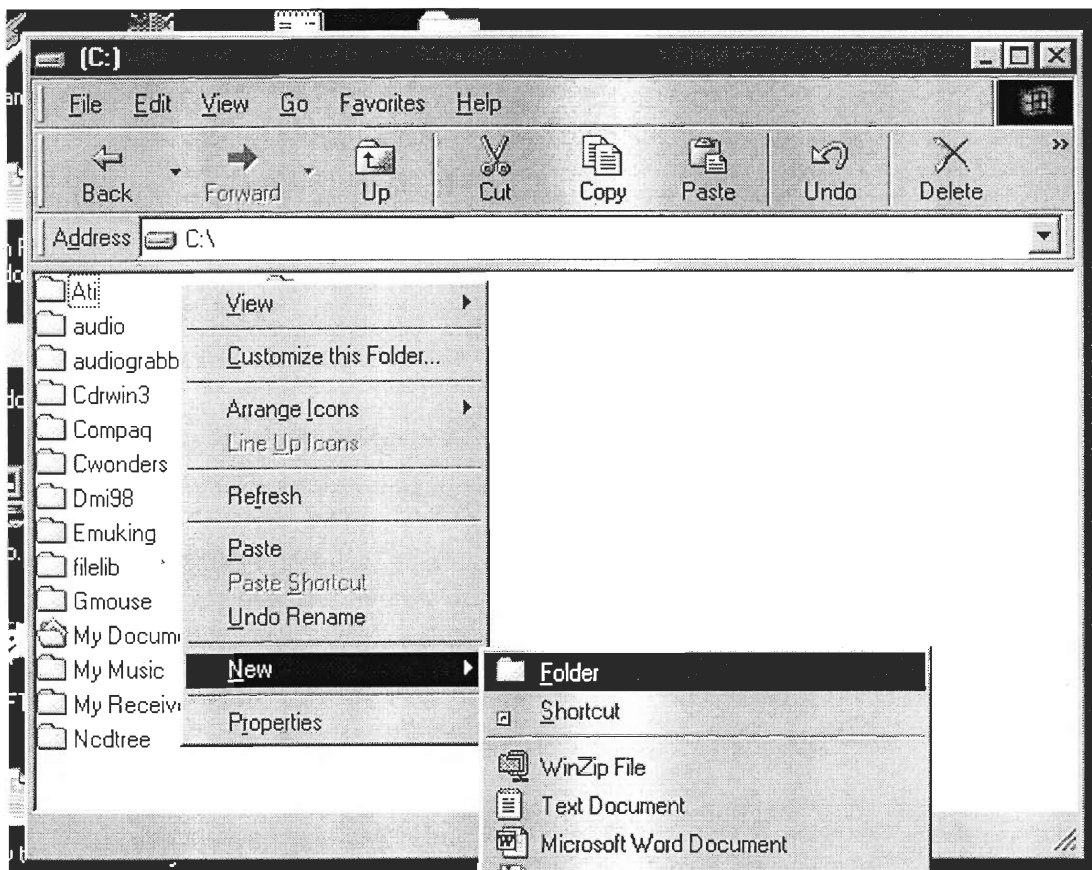 (C:)
File Edit View Go Favorites Help
Back Forward Up Cut Copy Paste Undo Delete »
Address C:\
Ati
audio
audiograbb
Cdrwin3
Compaq
Cwonders
Dmi98
Emuking
filelib
Gmouse
My Docum
My Music
My Receiv
Ncdtree
View
Customize this Folder...
Arrange Icons
Line Up Icons
Refresh
Paste
Paste Shortcut
Undo Rename
New
Properties
Folder
Shortcut
WinZip File
Text Document
Microsoft Word Document